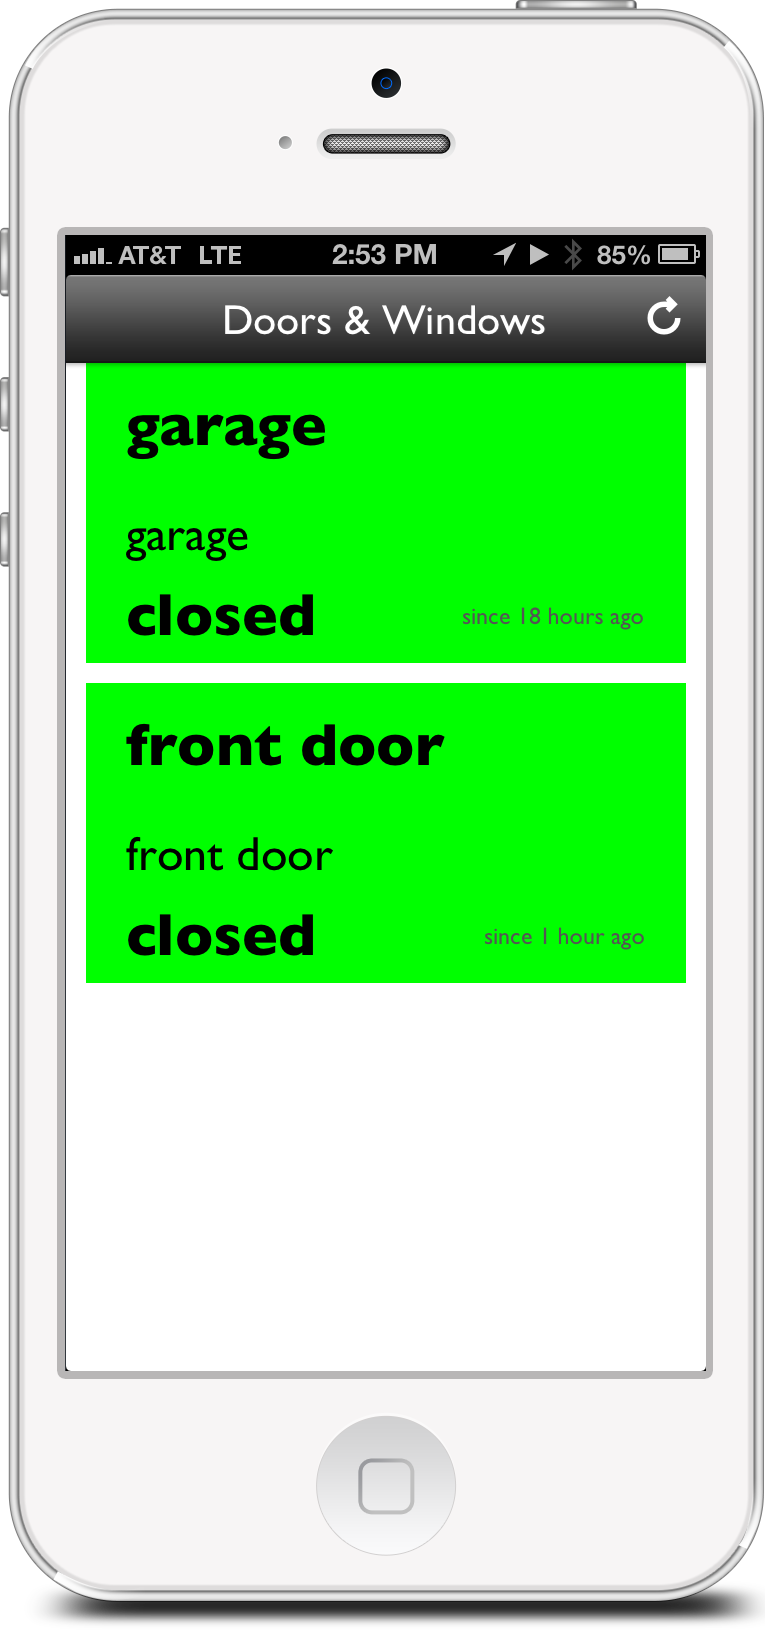 AT&T LTE 2:53 PM 85%
Doors & Windows
garage
garage
closed since 18 hours ago
front door
front door
closed since 1 hour ago